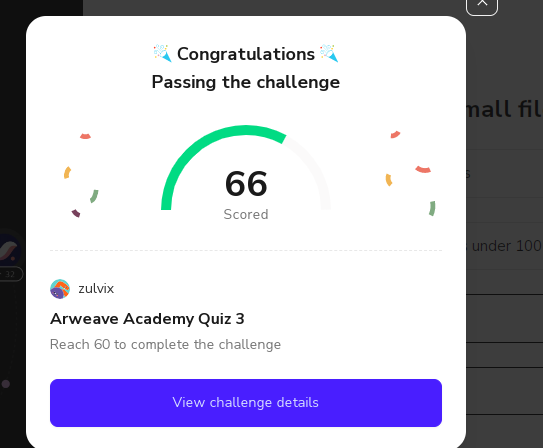 Congratulations
Passing the challenge
mall fil
66
Scored
s
s under 100
32
zulvix
Arweave Academy Quiz 3
Reach 60 to complete the challenge
View challenge details